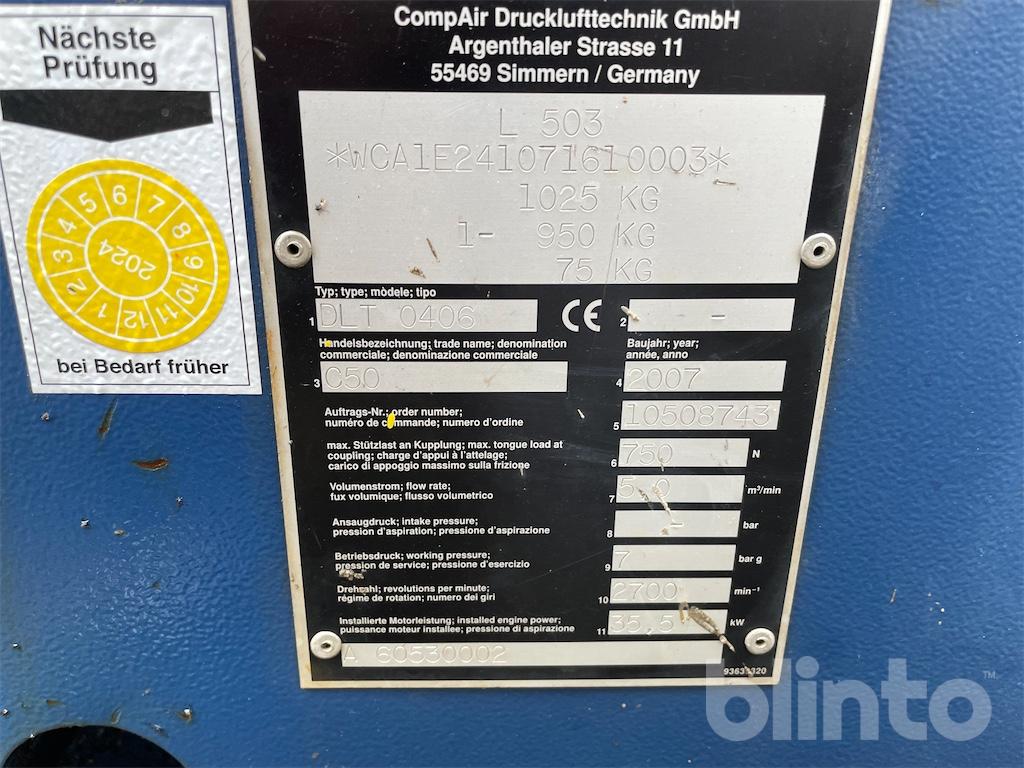 Nächste
Prüfung
1 2 3 4 5 6 7 8 9 10 11 12
2024
bei Bedarf früher
CompAir Drucklufttechnik GmbH
Argenthaler Strasse 11
55469 Simmern / Germany
L 503
*WCA1E241071610003*
1025 KG
1- 950 KG
75 KG
Typ; type; mòdele; tipo
1 DLT 0406
CE
2 -
Handelsbezeichnung; trade name; denomination
commerciale; denominazione commerciale
3 C50
Baujahr; year;
année, anno
4 2007
Auftrags-Nr.; order number;
numéro de commande; numero d'ordine
5 10508743
max. Stützlast an Kupplung; max. tongue load at
coupling; charge d'appui à l'attelage;
carico di appoggio massimo sulla frizione
6 750 N
Volumenstrom; flow rate;
fux volumique; flusso volumetrico
7 5,0 m³/min
Ansaugdruck; intake pressure;
pression d'aspiration; pressione d'aspirazione
8 - bar
Betriebsdruck; working pressure;
pression de service; pressione d'esercizio
9 7 bar g
Drehzahl; revolutions per minute;
régime de rotation; numero dei giri
10 2700 min⁻¹
Installierte Motorleistung; installed engine power;
puissance moteur installee; pressione di aspirazione
11 35,5 kW
A 60530002
blinto